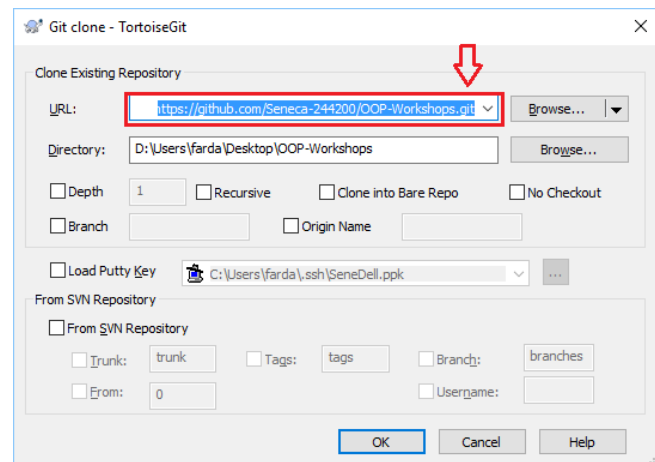 Git clone - TortoiseGit
Clone Existing Repository
URL: https://github.com/Seneca-244200/OOP-Workshops.git Browse...
Directory: D:\Users\farda\Desktop\OOP-Workshops Browse...
Depth 1 Recursive Clone into Bare Repo No Checkout
Branch Origin Name
Load Putty Key C:\Users\farda\.ssh\SeneDell.ppk ...
From SVN Repository
From SVN Repository
Trunk: trunk Tags: tags Branch: branches
From: 0 Username:
OK Cancel Help